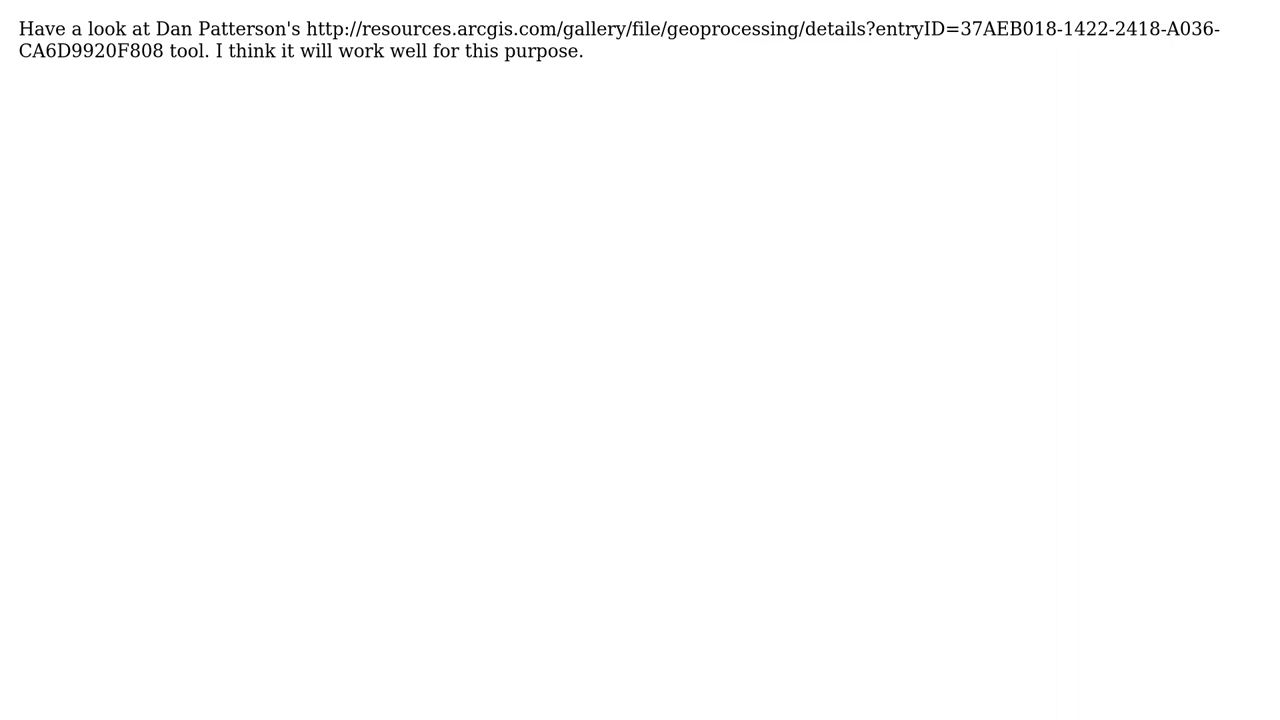 Have a look at Dan Patterson's http://resources.arcgis.com/gallery/file/geoprocessing/details?entryID=37AEB018-1422-2418-A036-
CA6D9920F808 tool. I think it will work well for this purpose.